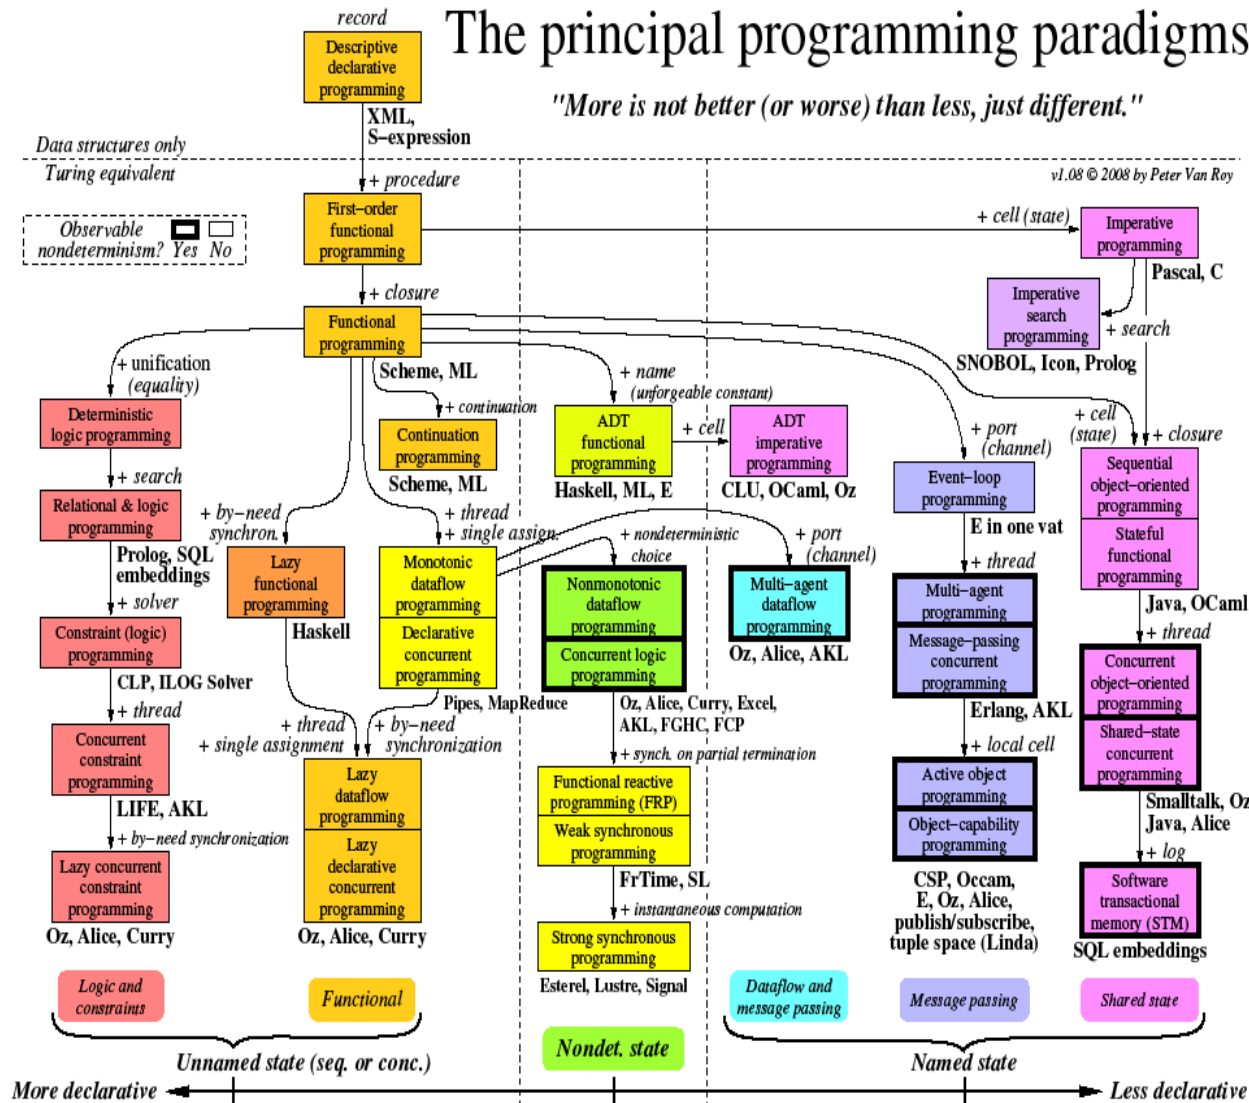 The principal programming paradigms
"More is not better (or worse) than less, just different."
record
Descriptive
declarative
programming
XML,
S−expression
Data structures only
Turing equivalent
v1.08 © 2008 by Peter Van Roy
+ procedure
Observable
nondeterminism? Yes No
First−order
functional
programming
+ cell (state)
Imperative
programming
Pascal, C
+ closure
Imperative
search
programming
+ search
SNOBOL, Icon, Prolog
Functional
programming
Scheme, ML
+ unification
(equality)
+ continuation
+ name
(unforgeable constant)
+ cell
+ port
(channel)
+ cell
(state)
+ closure
Deterministic
logic programming
Continuation
programming
Scheme, ML
ADT
functional
programming
Haskell, ML, E
ADT
imperative
programming
CLU, OCaml, Oz
Event−loop
programming
E in one vat
Sequential
object−oriented
programming
Stateful
functional
programming
Java, OCaml
+ search
Relational & logic
programming
Prolog, SQL
embeddings
+ by−need
synchron.
+ thread
+ single assign.
+ nondeterministic
choice
+ port
(channel)
+ thread
Lazy
functional
programming
Haskell
Monotonic
dataflow
programming
Declarative
concurrent
programming
Pipes, MapReduce
Nonmonotonic
dataflow
programming
Concurrent logic
programming
Oz, Alice, Curry, Excel,
AKL, FGHC, FCP
Multi−agent
dataflow
programming
Oz, Alice, AKL
Multi−agent
programming
Message−passing
concurrent
programming
Erlang, AKL
+ thread
Concurrent
object−oriented
programming
Shared−state
concurrent
programming
Smalltalk, Oz
Java, Alice
+ solver
Constraint (logic)
programming
CLP, ILOG Solver
+ thread
Concurrent
constraint
programming
LIFE, AKL
+ by−need synchronization
Lazy concurrent
constraint
programming
Oz, Alice, Curry
+ thread
+ single assignment
+ by−need
synchronization
Lazy
dataflow
programming
Lazy
declarative
concurrent
programming
Oz, Alice, Curry
+ synch. on partial termination
Functional reactive
programming (FRP)
Weak synchronous
programming
FrTime, SL
+ instantaneous computation
Strong synchronous
programming
Esterel, Lustre, Signal
+ local cell
Active object
programming
Object−capability
programming
CSP, Occam,
E, Oz, Alice,
publish/subscribe,
tuple space (Linda)
+ log
Software
transactional
memory (STM)
SQL embeddings
Logic and
constraints
Functional
Dataflow and
message passing
Message passing
Shared state
Unnamed state (seq. or conc.)
Nondet. state
Named state
More declarative
Less declarative